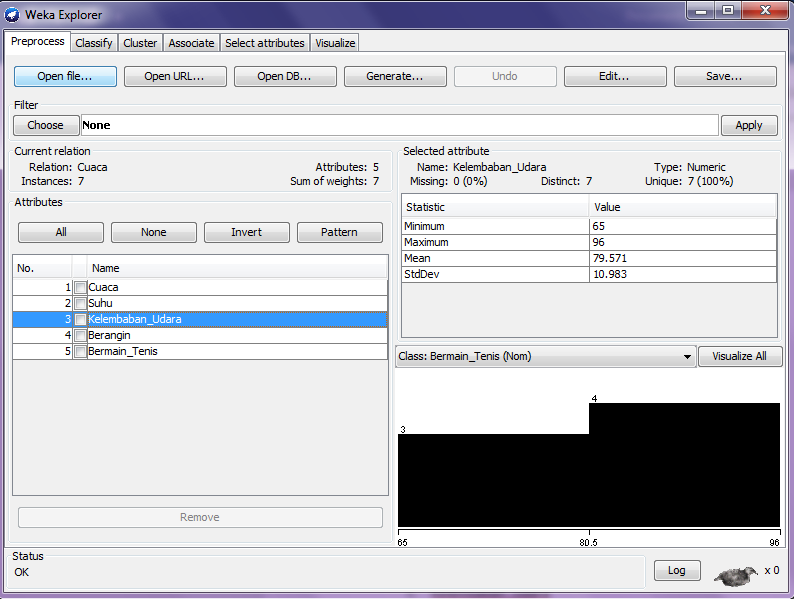 Weka Explorer
Preprocess Classify Cluster Associate Select attributes Visualize
Open file... Open URL... Open DB... Generate... Undo Edit... Save...
Filter
Choose None Apply
Current relation
Relation: Cuaca Attributes: 5
Instances: 7 Sum of weights: 7
Attributes
All None Invert Pattern
No. Name
1 Cuaca
2 Suhu
3 Kelembaban_Udara
4 Berangin
5 Bermain_Tenis
Remove
Selected attribute
Name: Kelembaban_Udara Type: Numeric
Missing: 0 (0%) Distinct: 7 Unique: 7 (100%)
Statistic Value
Minimum 65
Maximum 96
Mean 79.571
StdDev 10.983
Class: Bermain_Tenis (Nom) Visualize All
4
3
65 80.5 96
Status
OK
Log x 0